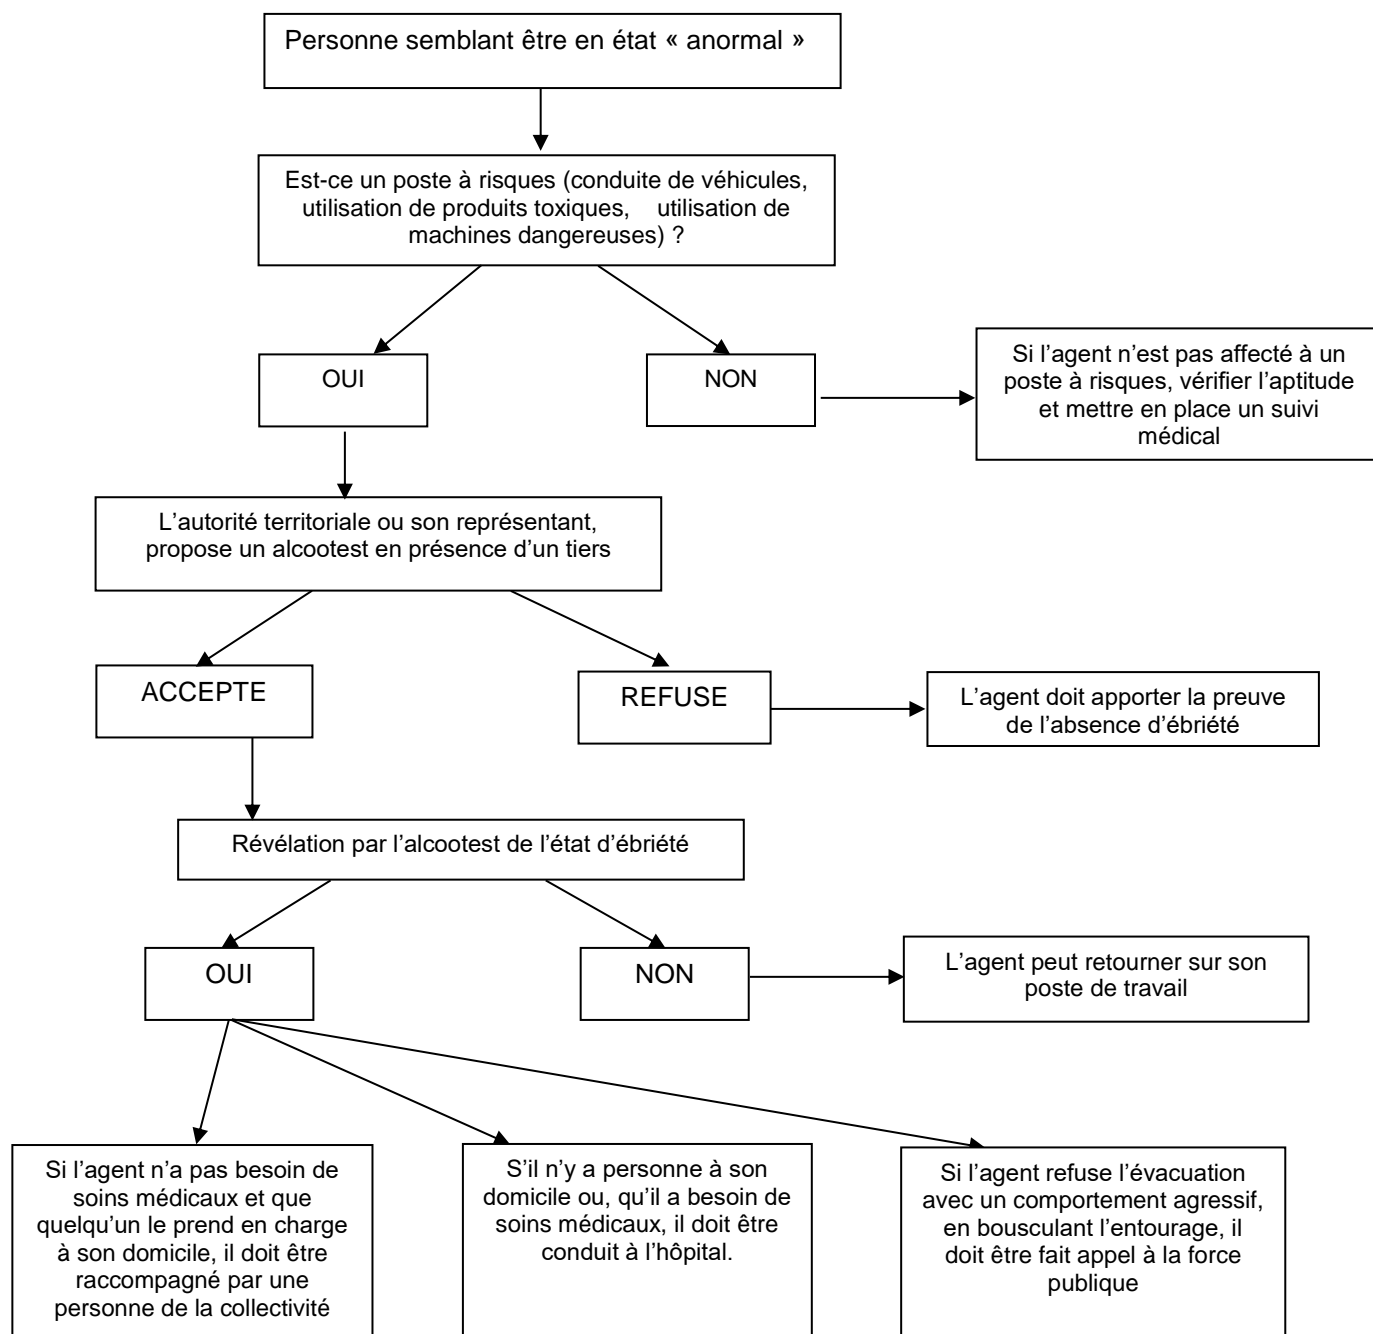 Personne semblant être en état « anormal »
Est-ce un poste à risques (conduite de véhicules,
utilisation de produits toxiques, utilisation de
machines dangereuses) ?
OUI
NON
Si l’agent n’est pas affecté à un
poste à risques, vérifier l’aptitude
et mettre en place un suivi
médical
L’autorité territoriale ou son représentant,
propose un alcootest en présence d’un tiers
ACCEPTE
REFUSE
L’agent doit apporter la preuve
de l’absence d’ébriété
Révélation par l’alcootest de l’état d’ébriété
OUI
NON
L’agent peut retourner sur son
poste de travail
Si l’agent n’a pas besoin de
soins médicaux et que
quelqu’un le prend en charge
à son domicile, il doit être
raccompagné par une
personne de la collectivité
S’il n’y a personne à son
domicile ou, qu’il a besoin de
soins médicaux, il doit être
conduit à l’hôpital.
Si l’agent refuse l’évacuation
avec un comportement agressif,
en bousculant l’entourage, il
doit être fait appel à la force
publique